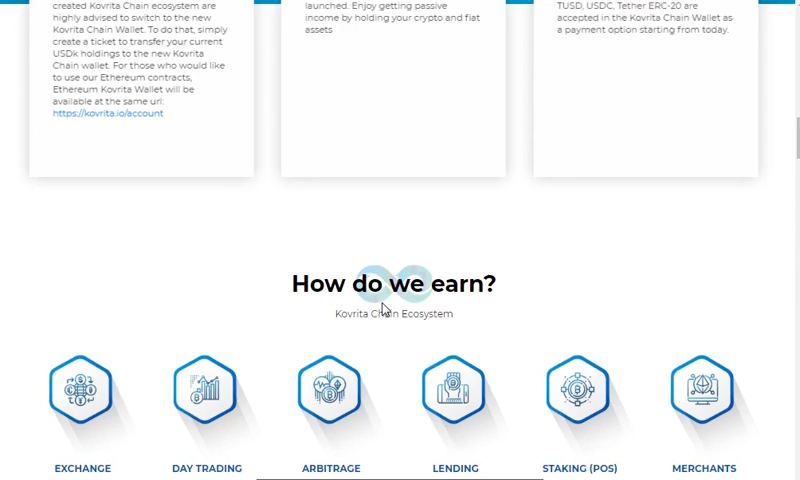 created Kovrita Chain ecosystem are
highly advised to switch to the new
Kovrita Chain Wallet. To do that, simply
create a ticket to transfer your current
USDk holdings to the new Kovrita
Chain wallet. For those who would like
to use our Ethereum contracts,
Ethereum Kovrita Wallet will be
available at the same url:
https://kovrita.io/account
launched. Enjoy getting passive
income by holding your crypto and fiat
assets
TUSD, USDC, Tether ERC-20 are
accepted in the Kovrita Chain Wallet as
a payment option starting from today.
How do we earn?
Kovrita Chain Ecosystem
EXCHANGE
DAY TRADING
ARBITRAGE
LENDING
STAKING (POS)
MERCHANTS